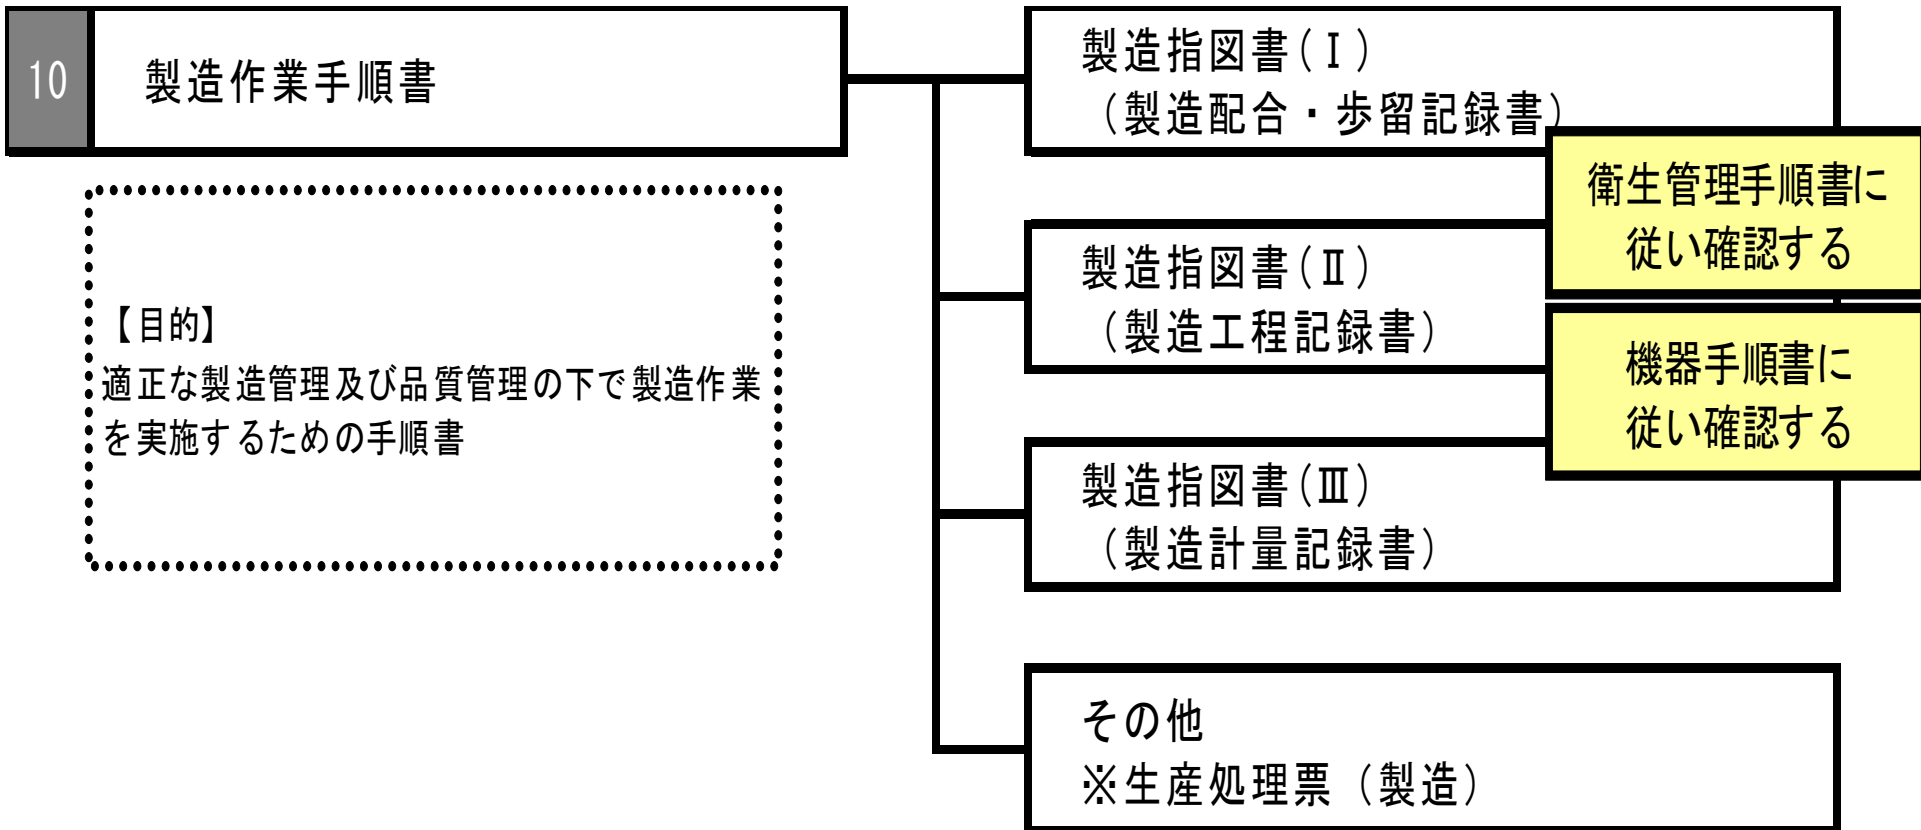 10
製造作業手順書
【目的】
適正な製造管理及び品質管理の下で製造作業
を実施するための手順書
製造指図書(Ⅰ)
（製造配合・歩留記録書）
衛生管理手順書に
従い確認する
製造指図書(Ⅱ)
（製造工程記録書）
機器手順書に
従い確認する
製造指図書(Ⅲ)
（製造計量記録書）
その他
※生産処理票（製造）